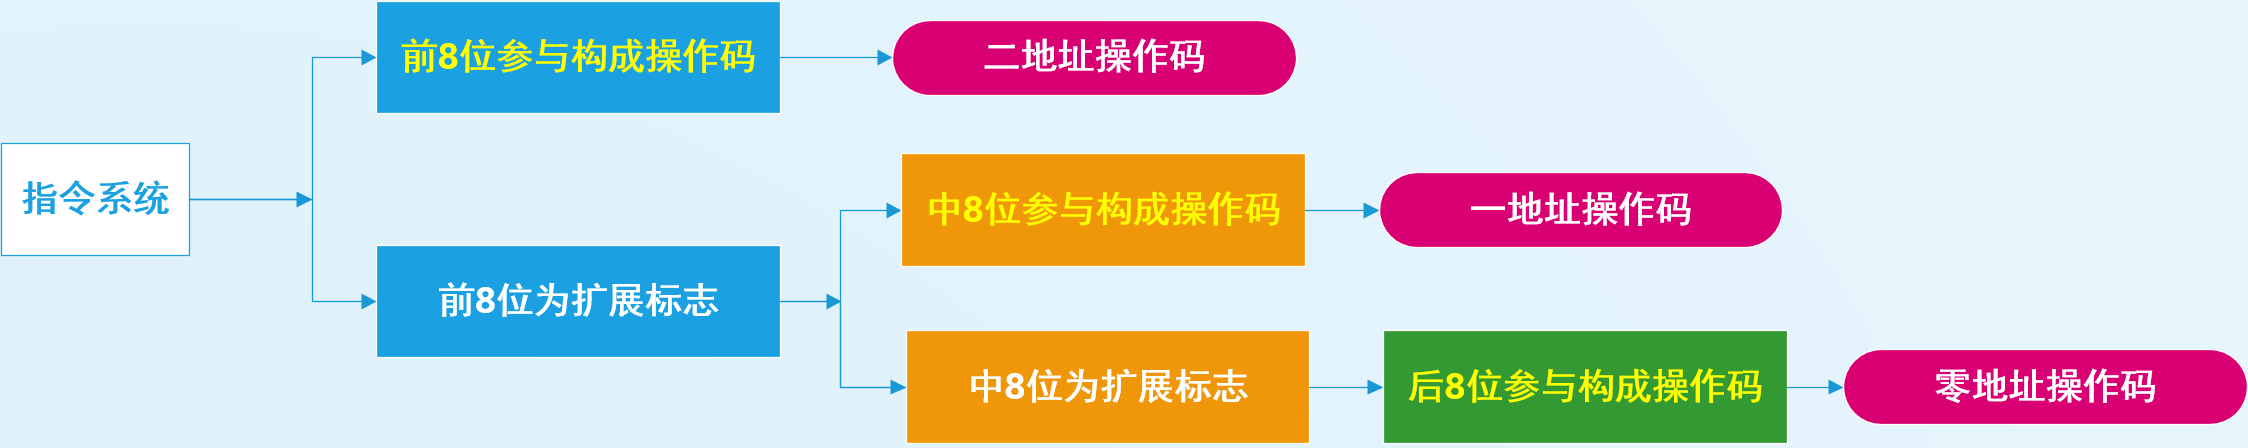 指令系统
前8位参与构成操作码
二地址操作码
前8位为扩展标志
中8位参与构成操作码
一地址操作码
中8位为扩展标志
后8位参与构成操作码
零地址操作码